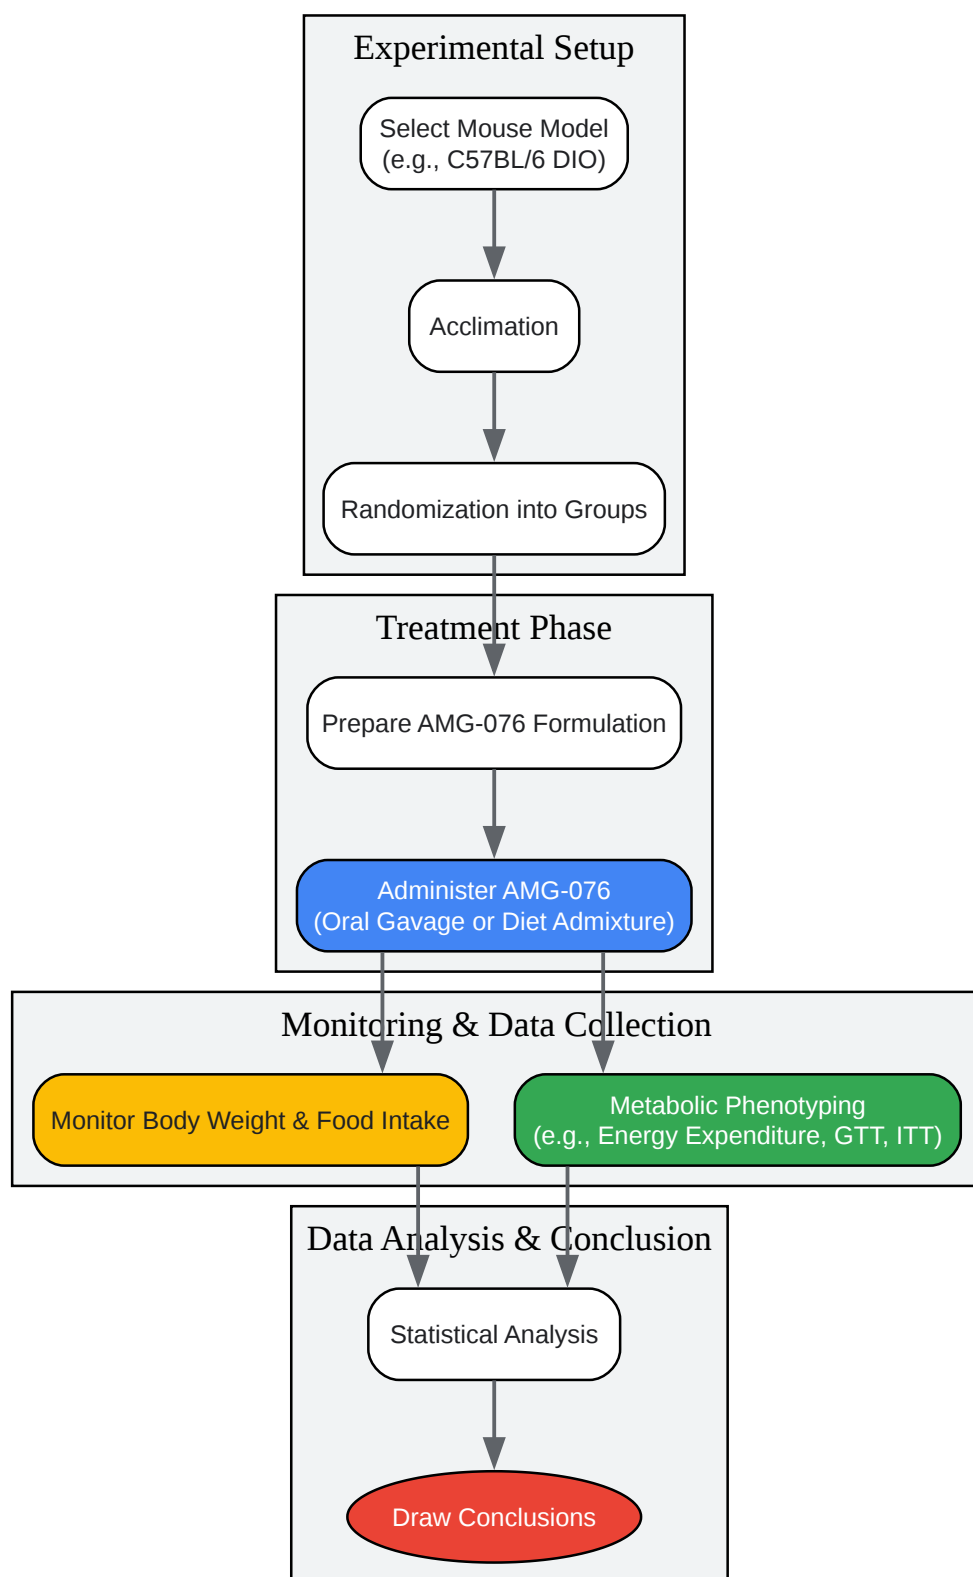 Experimental Setup
Select Mouse Model
(e.g., C57BL/6 DIO)
Acclimation
Randomization into Groups
Treatment Phase
Prepare AMG-076 Formulation
Administer AMG-076
(Oral Gavage or Diet Admixture)
Monitoring & Data Collection
Monitor Body Weight & Food Intake
Metabolic Phenotyping
(e.g., Energy Expenditure, GTT, ITT)
Data Analysis & Conclusion
Statistical Analysis
Draw Conclusions